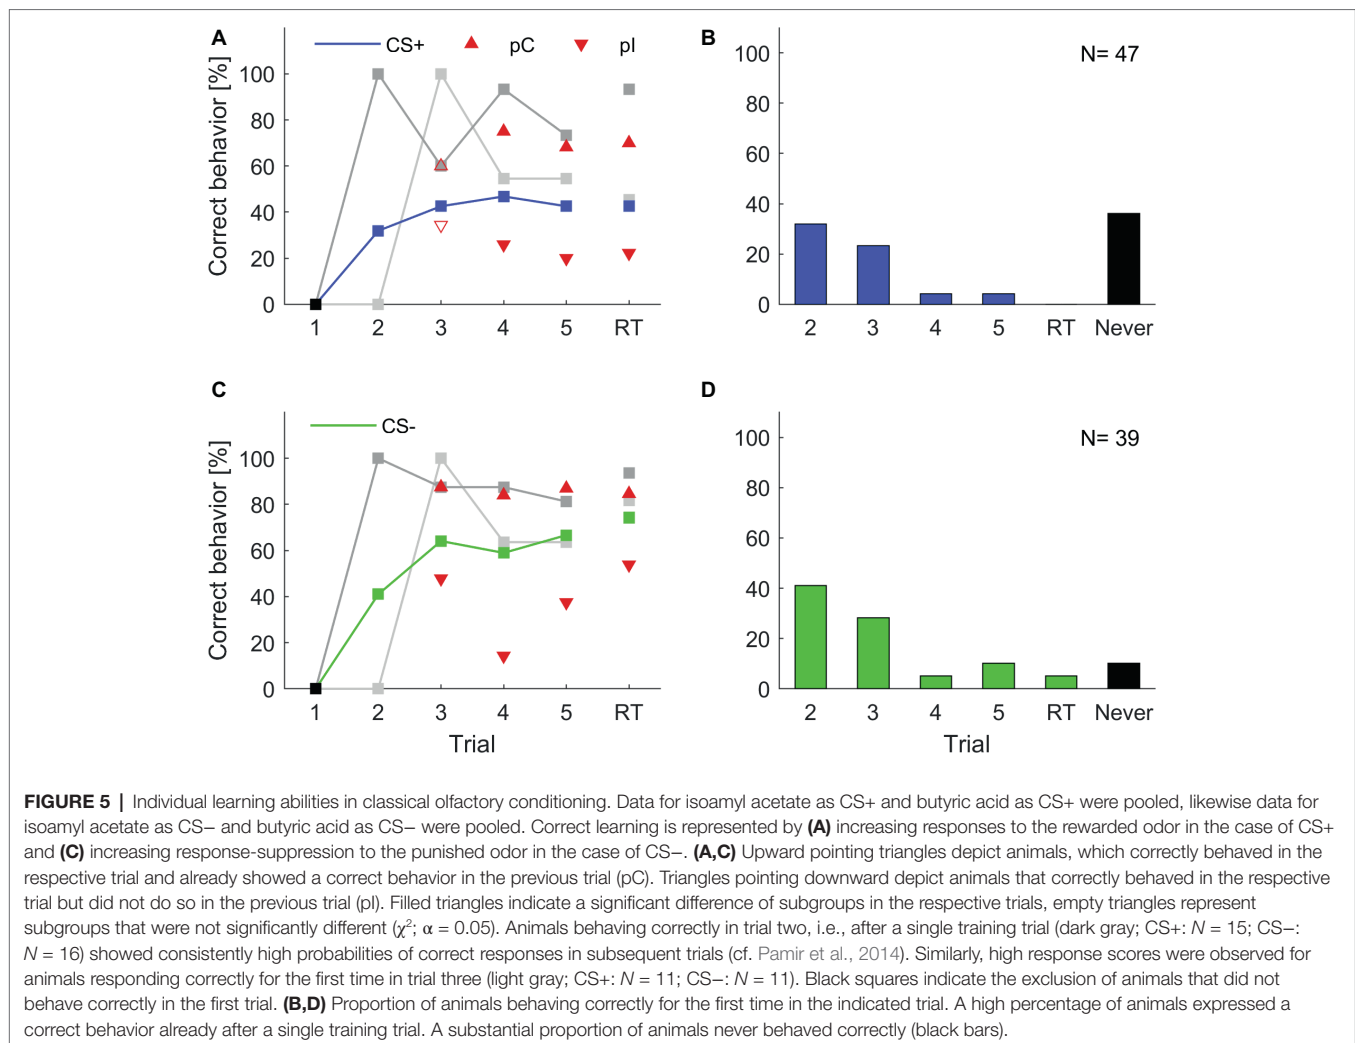 A
CS+
pC
pI
Correct behavior [%]
100
80
60
40
20
0
1 2 3 4 5 RT
B
N= 47
100
80
60
40
20
0
2 3 4 5 RT Never
C
CS-
Correct behavior [%]
100
80
60
40
20
0
1 2 3 4 5 RT
Trial
D
N= 39
100
80
60
40
20
0
2 3 4 5 RT Never
Trial
FIGURE 5 | Individual learning abilities in classical olfactory conditioning. Data for isoamyl acetate as CS+ and butyric acid as CS+ were pooled, likewise data for
isoamyl acetate as CS− and butyric acid as CS− were pooled. Correct learning is represented by (A) increasing responses to the rewarded odor in the case of CS+
and (C) increasing response-suppression to the punished odor in the case of CS−. (A,C) Upward pointing triangles depict animals, which correctly behaved in the
respective trial and already showed a correct behavior in the previous trial (pC). Triangles pointing downward depict animals that correctly behaved in the respective
trial but did not do so in the previous trial (pI). Filled triangles indicate a significant difference of subgroups in the respective trials, empty triangles represent
subgroups that were not significantly different (χ²; α = 0.05). Animals behaving correctly in trial two, i.e., after a single training trial (dark gray; CS+: N = 15; CS−:
N = 16) showed consistently high probabilities of correct responses in subsequent trials (cf. Pamir et al., 2014). Similarly, high response scores were observed for
animals responding correctly for the first time in trial three (light gray; CS+: N = 11; CS−: N = 11). Black squares indicate the exclusion of animals that did not
behave correctly in the first trial. (B,D) Proportion of animals behaving correctly for the first time in the indicated trial. A high percentage of animals expressed a
correct behavior already after a single training trial. A substantial proportion of animals never behaved correctly (black bars).